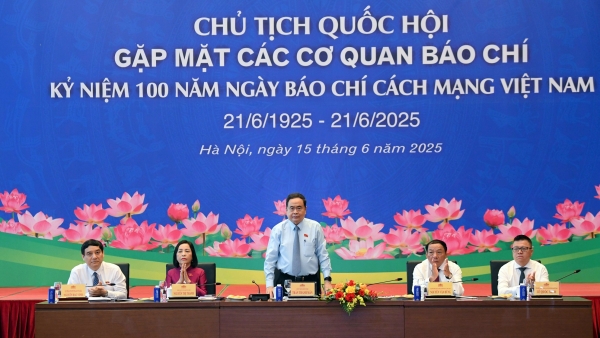 CHỦ TỊCH QUỐC HỘI
GẶP MẶT CÁC CƠ QUAN BÁO CHÍ
KỶ NIỆM 100 NĂM NGÀY BÁO CHÍ CÁCH MẠNG VIỆT NAM
21/6/1925 - 21/6/2025
Hà Nội, ngày 15 tháng 6 năm 2025